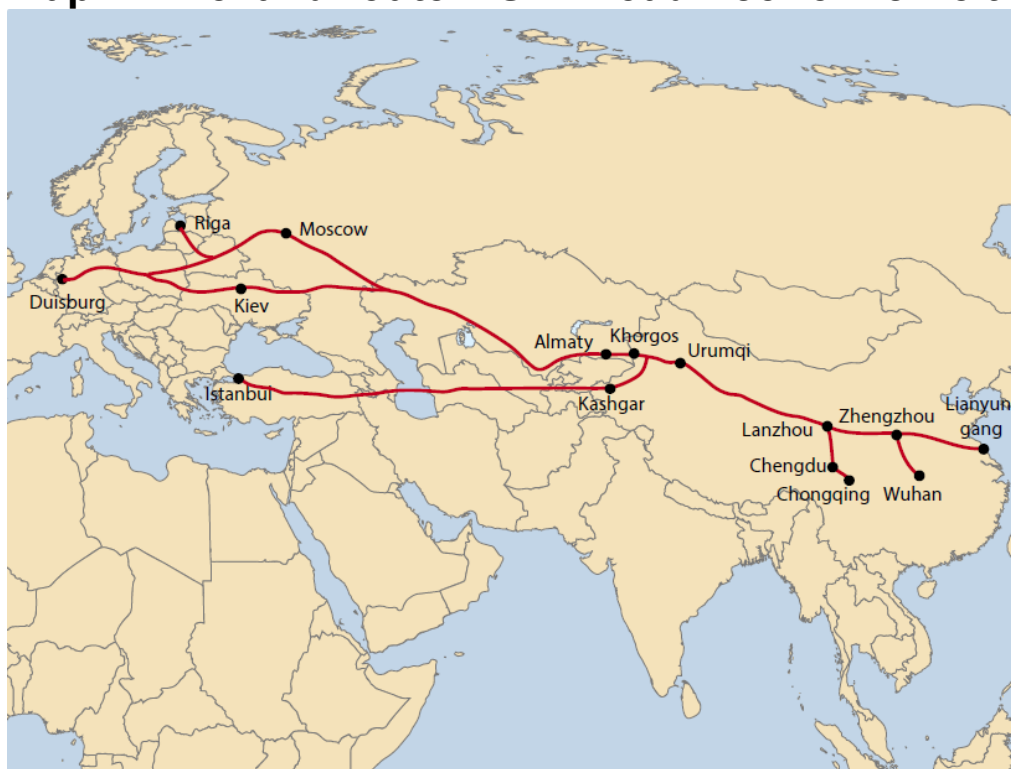 Riga
Moscow
Duisburg
Kiev
Istanbul
Almaty
Khorgos
Urumqi
Kashgar
Lanzhou
Zhengzhou
Lianyun
gang
Chengdu
Chongqing
Wuhan